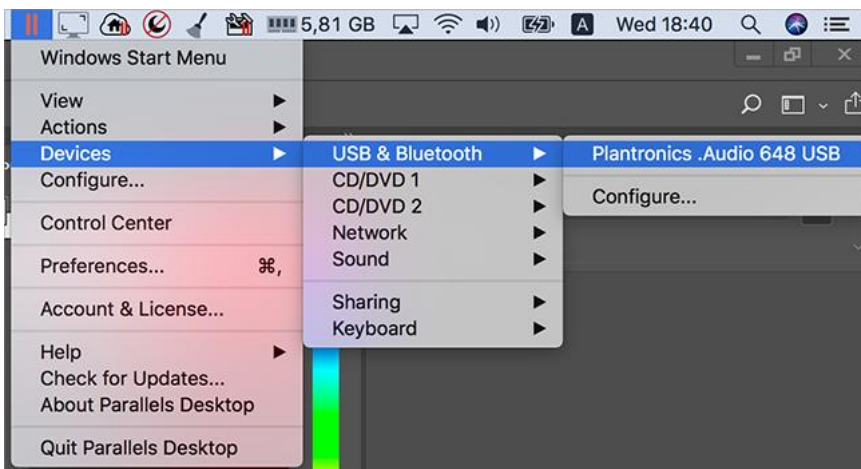 5,81 GB A Wed 18:40
Windows Start Menu
View
Actions
Devices
Configure...
Control Center
Preferences... ⌘,
Account & License...
Help
Check for Updates...
About Parallels Desktop
Quit Parallels Desktop
USB & Bluetooth
CD/DVD 1
CD/DVD 2
Network
Sound
Sharing
Keyboard
Plantronics .Audio 648 USB
Configure...